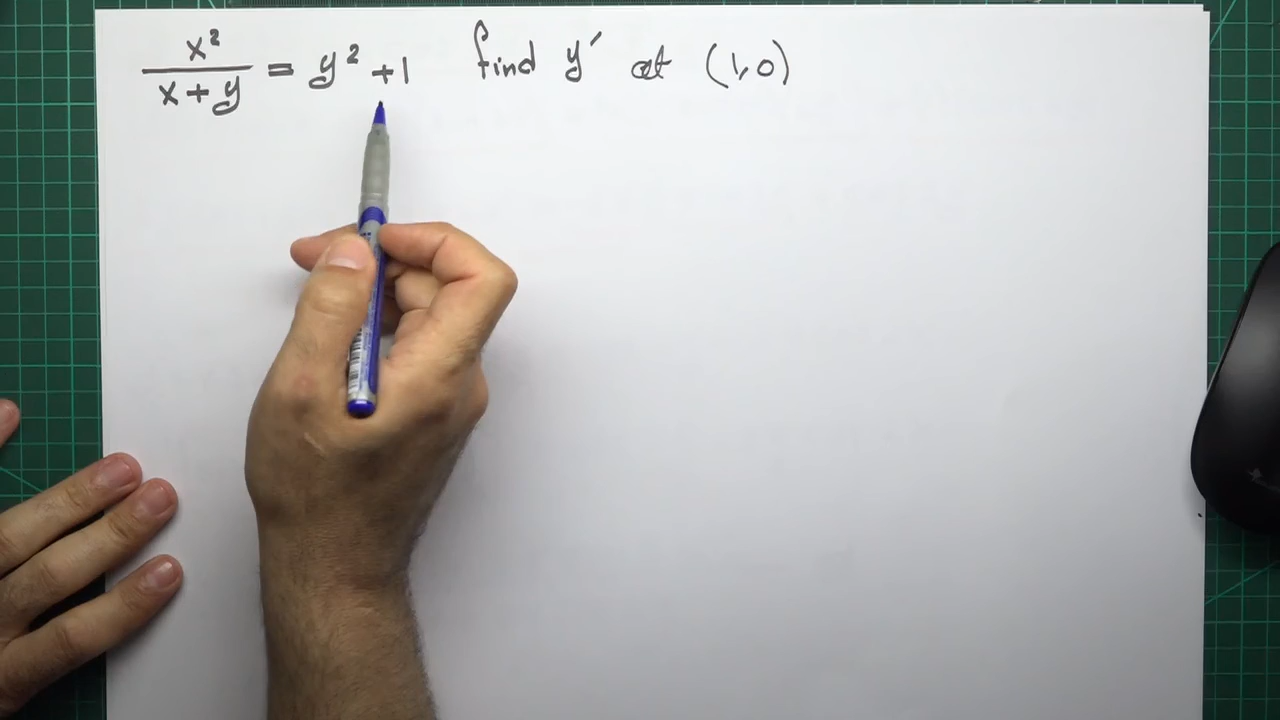 x² / (x + y) = y² + 1 find y′ at (1, 0)